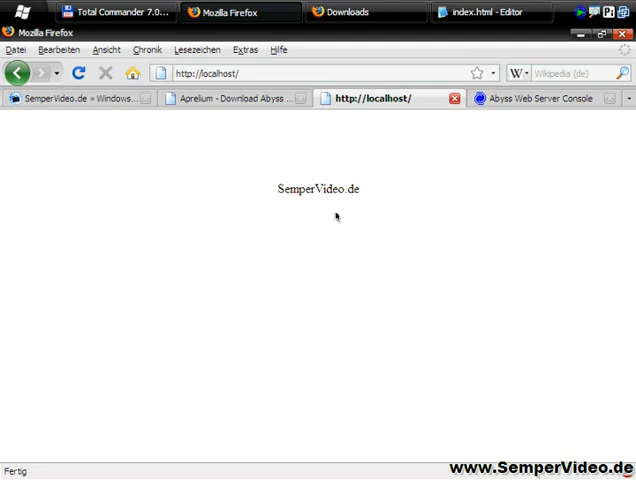 Total Commander 7.0...
Mozilla Firefox
Downloads
index.html - Editor
Mozilla Firefox
Datei Bearbeiten Ansicht Chronik Lesezeichen Extras Hilfe
http://localhost/
W
Wikipedia (de)
SemperVideo.de » Windows...
Aprelium - Download Abyss ...
http://localhost/
Abyss Web Server Console
SemperVideo.de
Fertig
www.SemperVideo.de